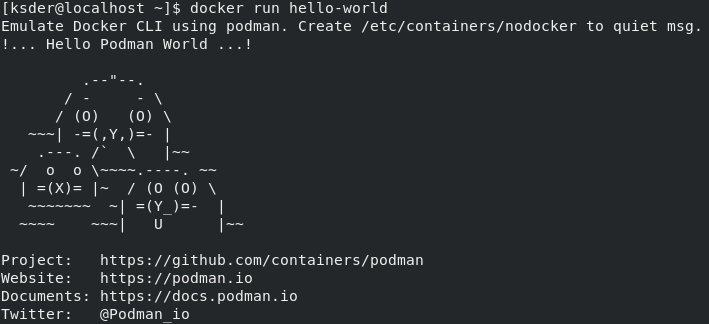 [ksder@localhost ~]$ docker run hello-world
Emulate Docker CLI using podman. Create /etc/containers/nodocker to quiet msg.
!... Hello Podman World ...!

         .--"--.
       / -     - \
      / (O)   (O) \
   ~~~| -=(,Y,)=- |
    .---. /`  \   |~~
 ~/  o  o \~~~~.----. ~~
  | =(X)= |~  / (O (O) \
   ~~~~~~~  ~| =(Y_)=-  |
  ~~~~    ~~~|   U      |~~

Project:   https://github.com/containers/podman
Website:   https://podman.io
Documents: https://docs.podman.io
Twitter:   @Podman_io